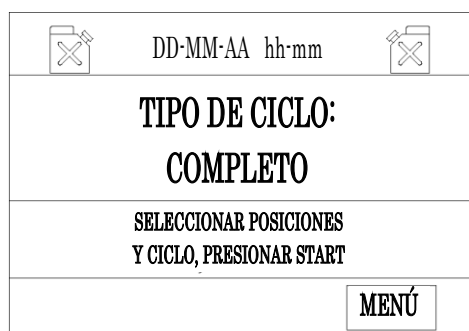 DD-MM-AA hh-mm
TIPO DE CICLO:
COMPLETO
SELECCIONAR POSICIONES
Y CICLO, PRESIONAR START
MENÚ